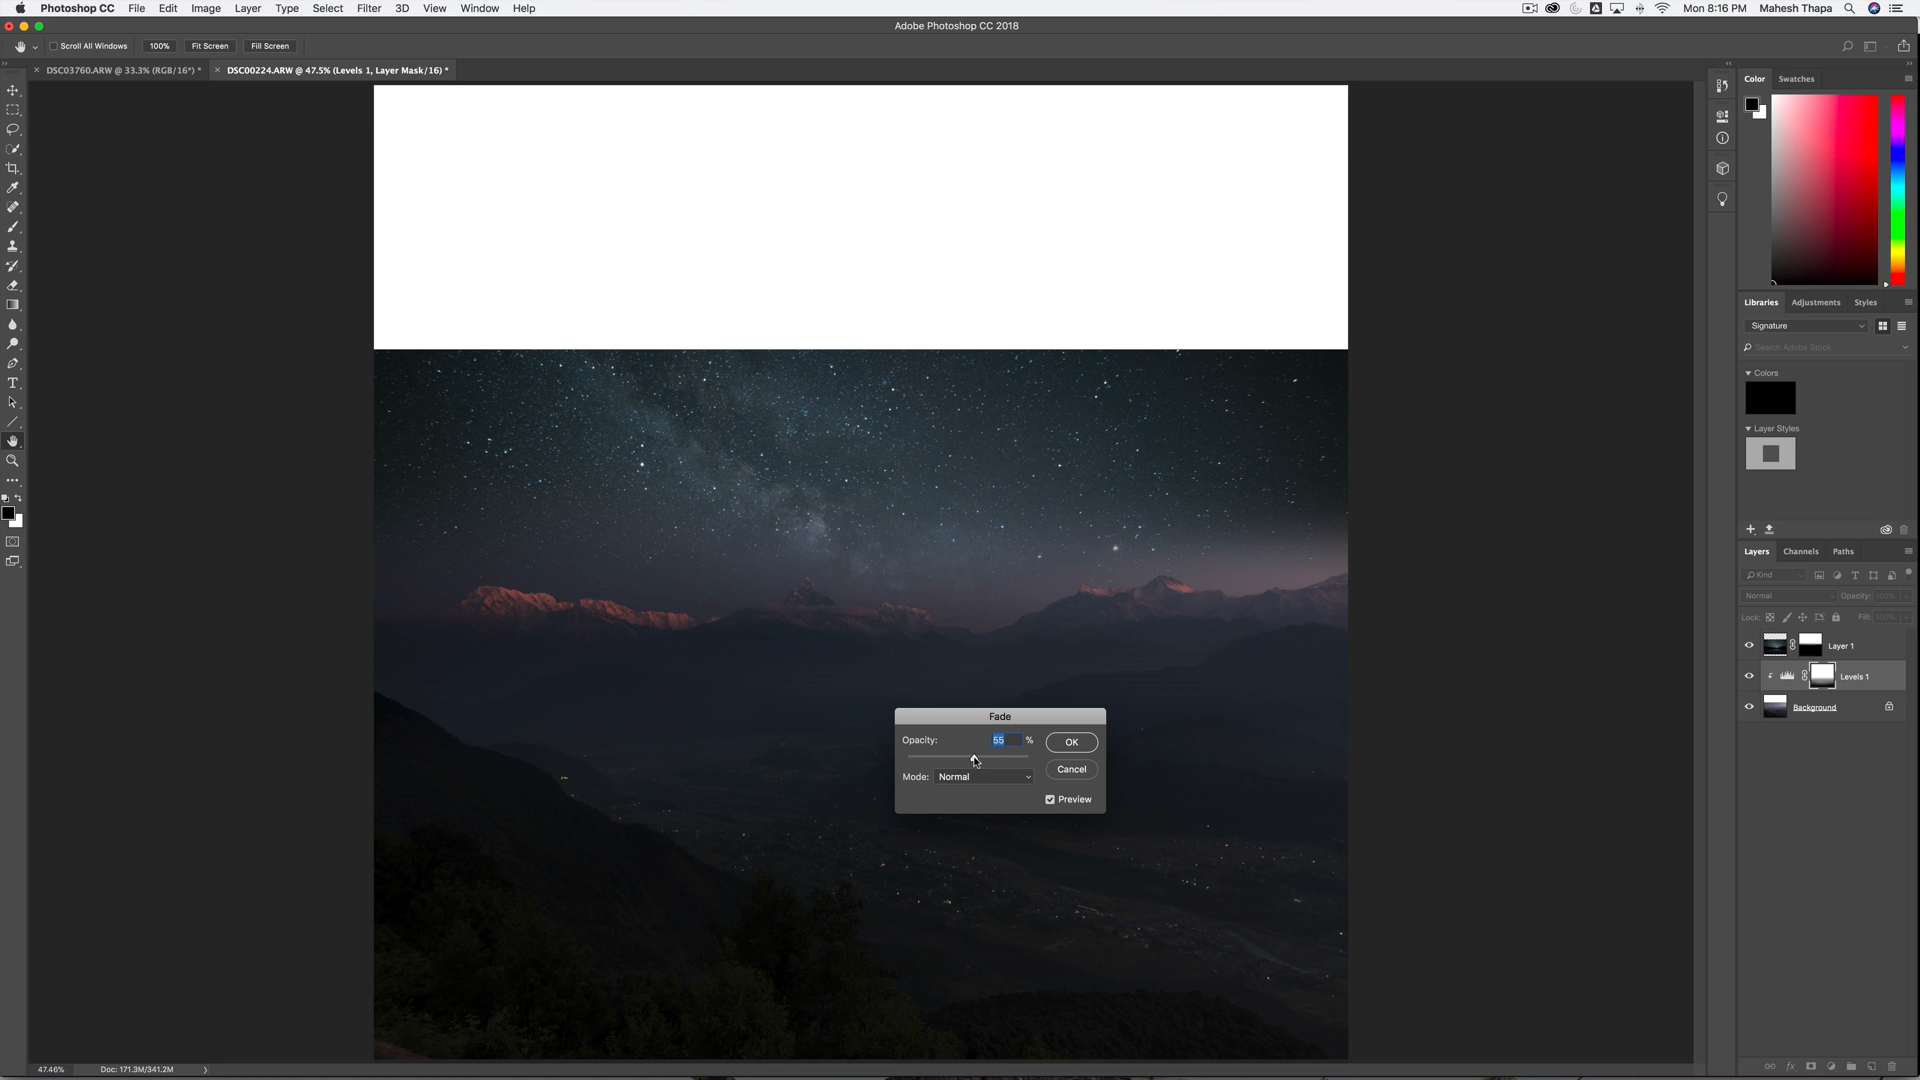 Photoshop CC File Edit Image Layer Type Select Filter 3D View Window Help Mon 8:16 PM Mahesh Thapa
Adobe Photoshop CC 2018
Scroll All Windows 100% Fit Screen Fill Screen
DSC03760.ARW @ 33.3% (RGB/16*) * DSC00224.ARW @ 47.5% (Levels 1, Layer Mask/16) *
Color Swatches
Libraries Adjustments Styles
Signature
Search Adobe Stock
Colors
Layer Styles
Layers Channels Paths
Kind
Normal Opacity: 100%
Lock: Fill: 100%
Layer 1
Levels 1
Background
Fade
Opacity: 55 % OK
Mode: Normal Cancel
Preview
47.46% Doc: 171.3M/341.2M